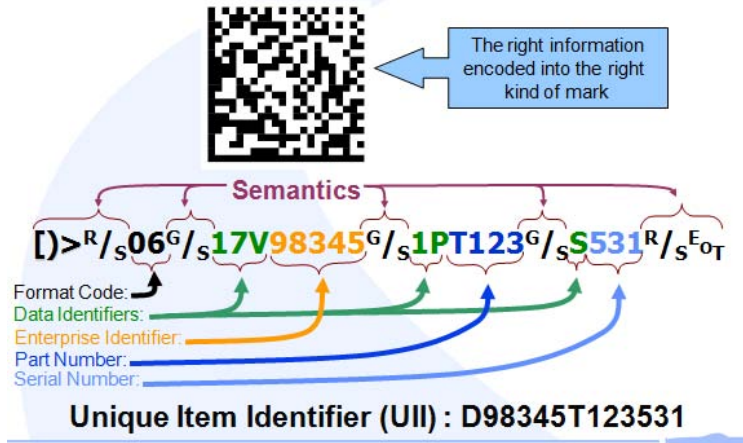 The right information
encoded into the right
kind of mark
Semantics
[)>R/S06G/S17V98345G/S1PT123G/SS531R/SEOT
Format Code:
Data Identifiers:
Enterprise Identifier:
Part Number:
Serial Number:
Unique Item Identifier (UII) : D98345T123531